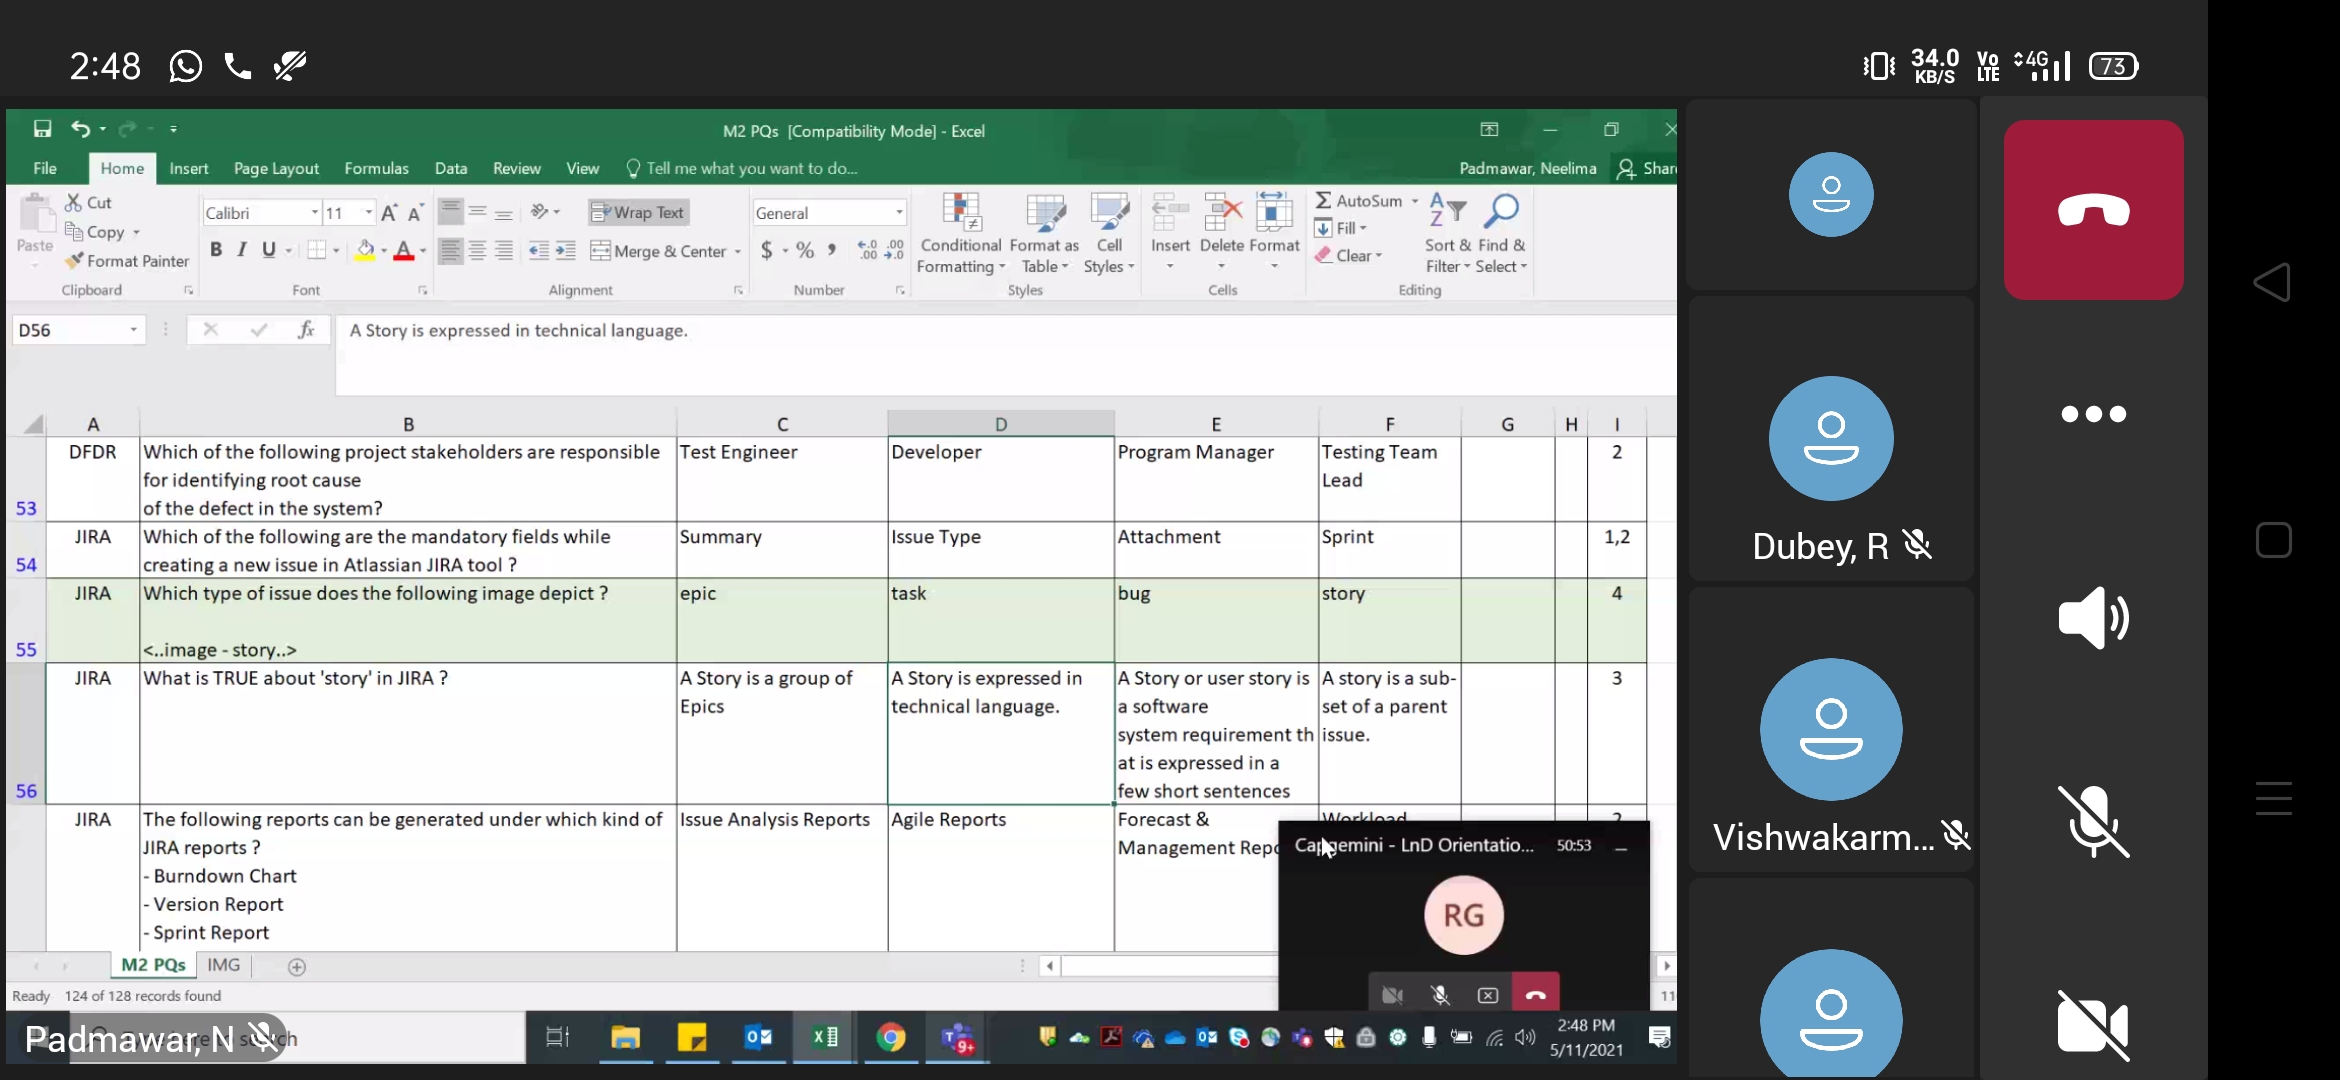 2:48
34.0
KB/S
Vo
LTE
4G
73
M2 PQs [Compatibility Mode] - Excel
File Home Insert Page Layout Formulas Data Review View Tell me what you want to do...
Padmawar, Neelima
Shar
Paste
Cut
Copy
Format Painter
Clipboard
Calibri 11
B I U
Font
Wrap Text
Merge & Center
Alignment
General
$ % ,
Number
Conditional Formatting
Format as Table
Cell Styles
Styles
Insert Delete Format
Cells
AutoSum
Fill
Clear
Sort & Filter
Find & Select
Editing
D56
fx
A Story is expressed in technical language.
A B C D E F G H I
53
DFDR
Which of the following project stakeholders are responsible
for identifying root cause
of the defect in the system?
Test Engineer
Developer
Program Manager
Testing Team
Lead
2
54
JIRA
Which of the following are the mandatory fields while
creating a new issue in Atlassian JIRA tool ?
Summary
Issue Type
Attachment
Sprint
1,2
55
JIRA
Which type of issue does the following image depict ?
<..image - story..>
epic
task
bug
story
4
56
JIRA
What is TRUE about 'story' in JIRA ?
A Story is a group of
Epics
A Story is expressed in
technical language.
A Story or user story is
a software
system requirement th
at is expressed in a
few short sentences
A story is a sub-
set of a parent
issue.
3
JIRA
The following reports can be generated under which kind of
JIRA reports ?
- Burndown Chart
- Version Report
- Sprint Report
Issue Analysis Reports
Agile Reports
Forecast &
Management Repo
Workload
2
Capgemini - LnD Orientatio... 50:53
RG
M2 PQs IMG
Ready 124 of 128 records found
11
Padmawar, N
2:48 PM
5/11/2021
9+
Dubey, R
Vishwakarm...